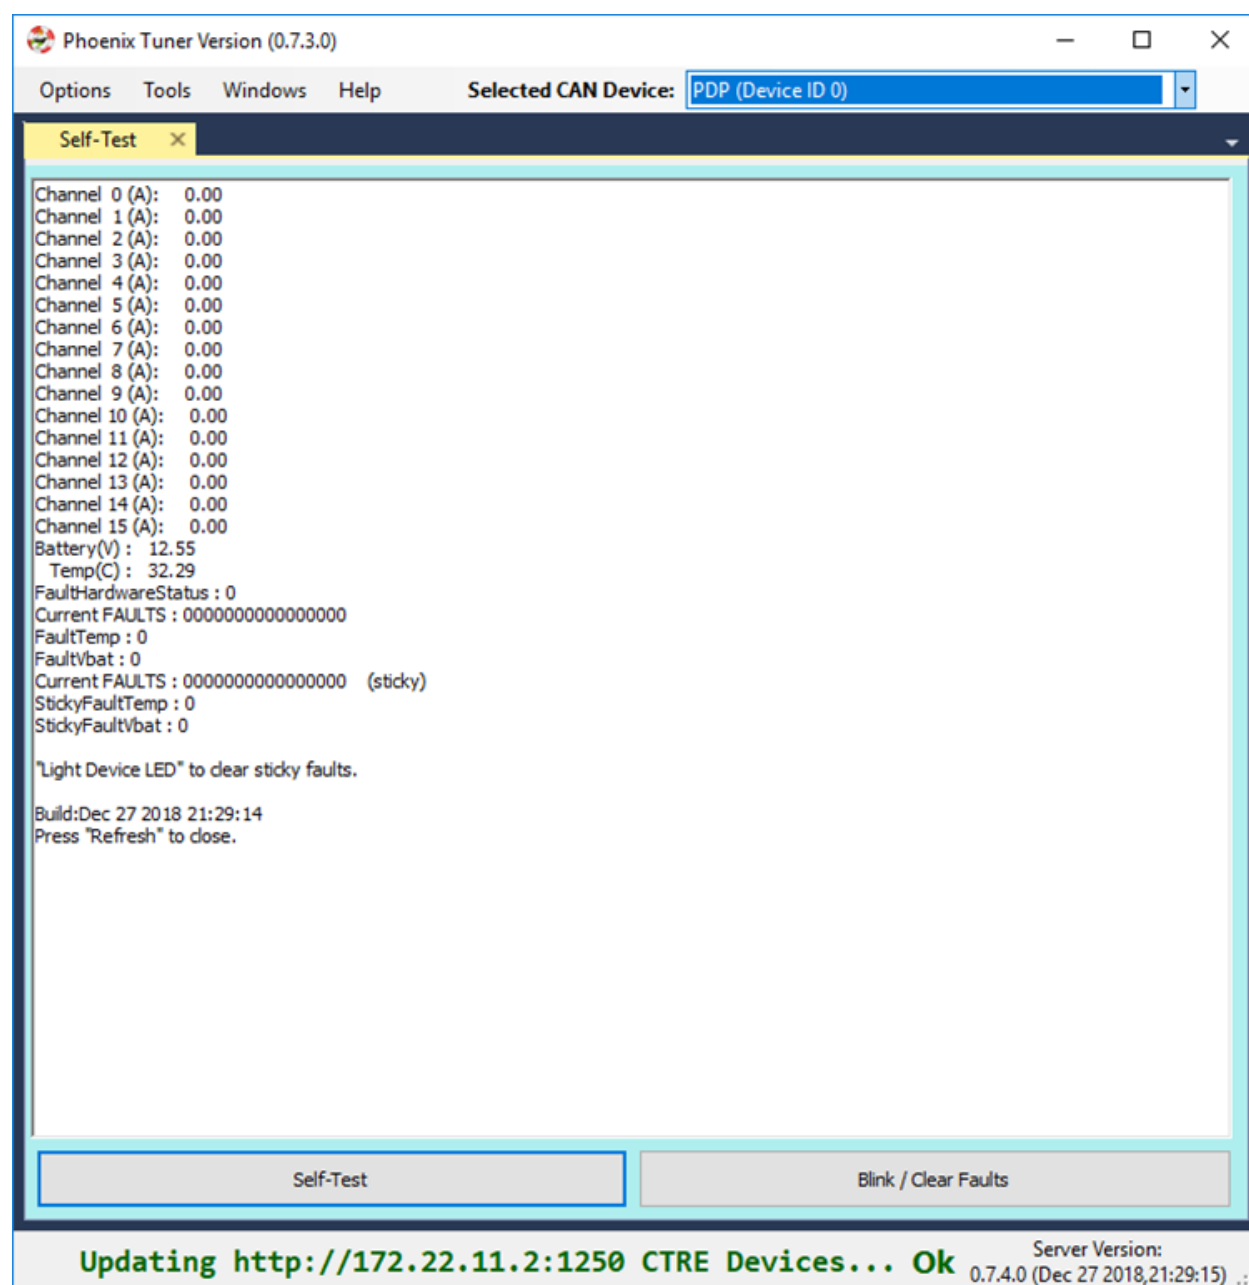 Phoenix Tuner Version (0.7.3.0)
Options Tools Windows Help Selected CAN Device: PDP (Device ID 0)
Self-Test
Channel 0 (A): 0.00
Channel 1 (A): 0.00
Channel 2 (A): 0.00
Channel 3 (A): 0.00
Channel 4 (A): 0.00
Channel 5 (A): 0.00
Channel 6 (A): 0.00
Channel 7 (A): 0.00
Channel 8 (A): 0.00
Channel 9 (A): 0.00
Channel 10 (A): 0.00
Channel 11 (A): 0.00
Channel 12 (A): 0.00
Channel 13 (A): 0.00
Channel 14 (A): 0.00
Channel 15 (A): 0.00
Battery(V) : 12.55
Temp(C) : 32.29
FaultHardwareStatus : 0
Current FAULTS : 0000000000000000
FaultTemp : 0
FaultVbat : 0
Current FAULTS : 0000000000000000 (sticky)
StickyFaultTemp : 0
StickyFaultVbat : 0
"Light Device LED" to clear sticky faults.
Build:Dec 27 2018 21:29:14
Press "Refresh" to close.
Self-Test
Blink / Clear Faults
Updating http://172.22.11.2:1250 CTRE Devices... Ok
Server Version:
0.7.4.0 (Dec 27 2018,21:29:15)